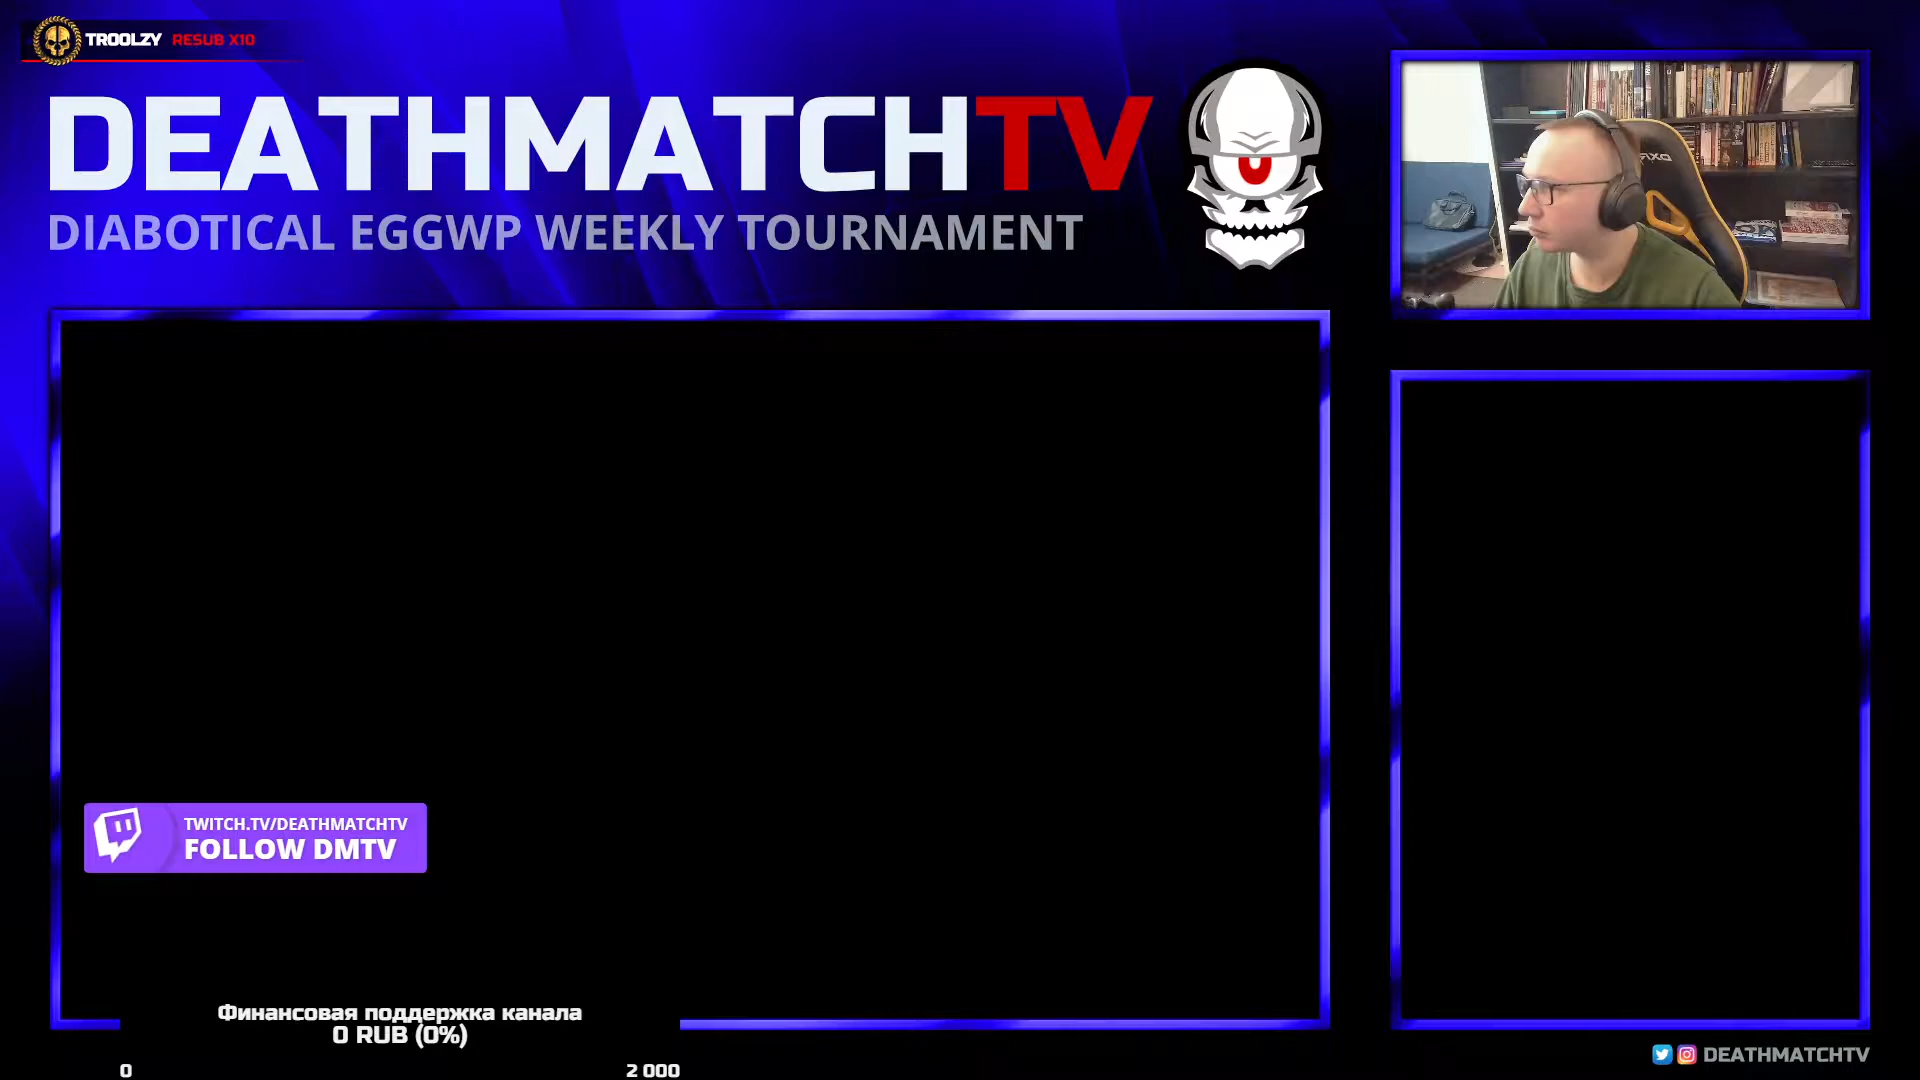 TROOLZY RESUB X10
DEATHMATCHTV
DIABOTICAL EGGWP WEEKLY TOURNAMENT
AXO
TWITCH.TV/DEATHMATCHTV
FOLLOW DMTV
Финансовая поддержка канала
0 RUB (0%)
0 2 000
DEATHMATCHTV